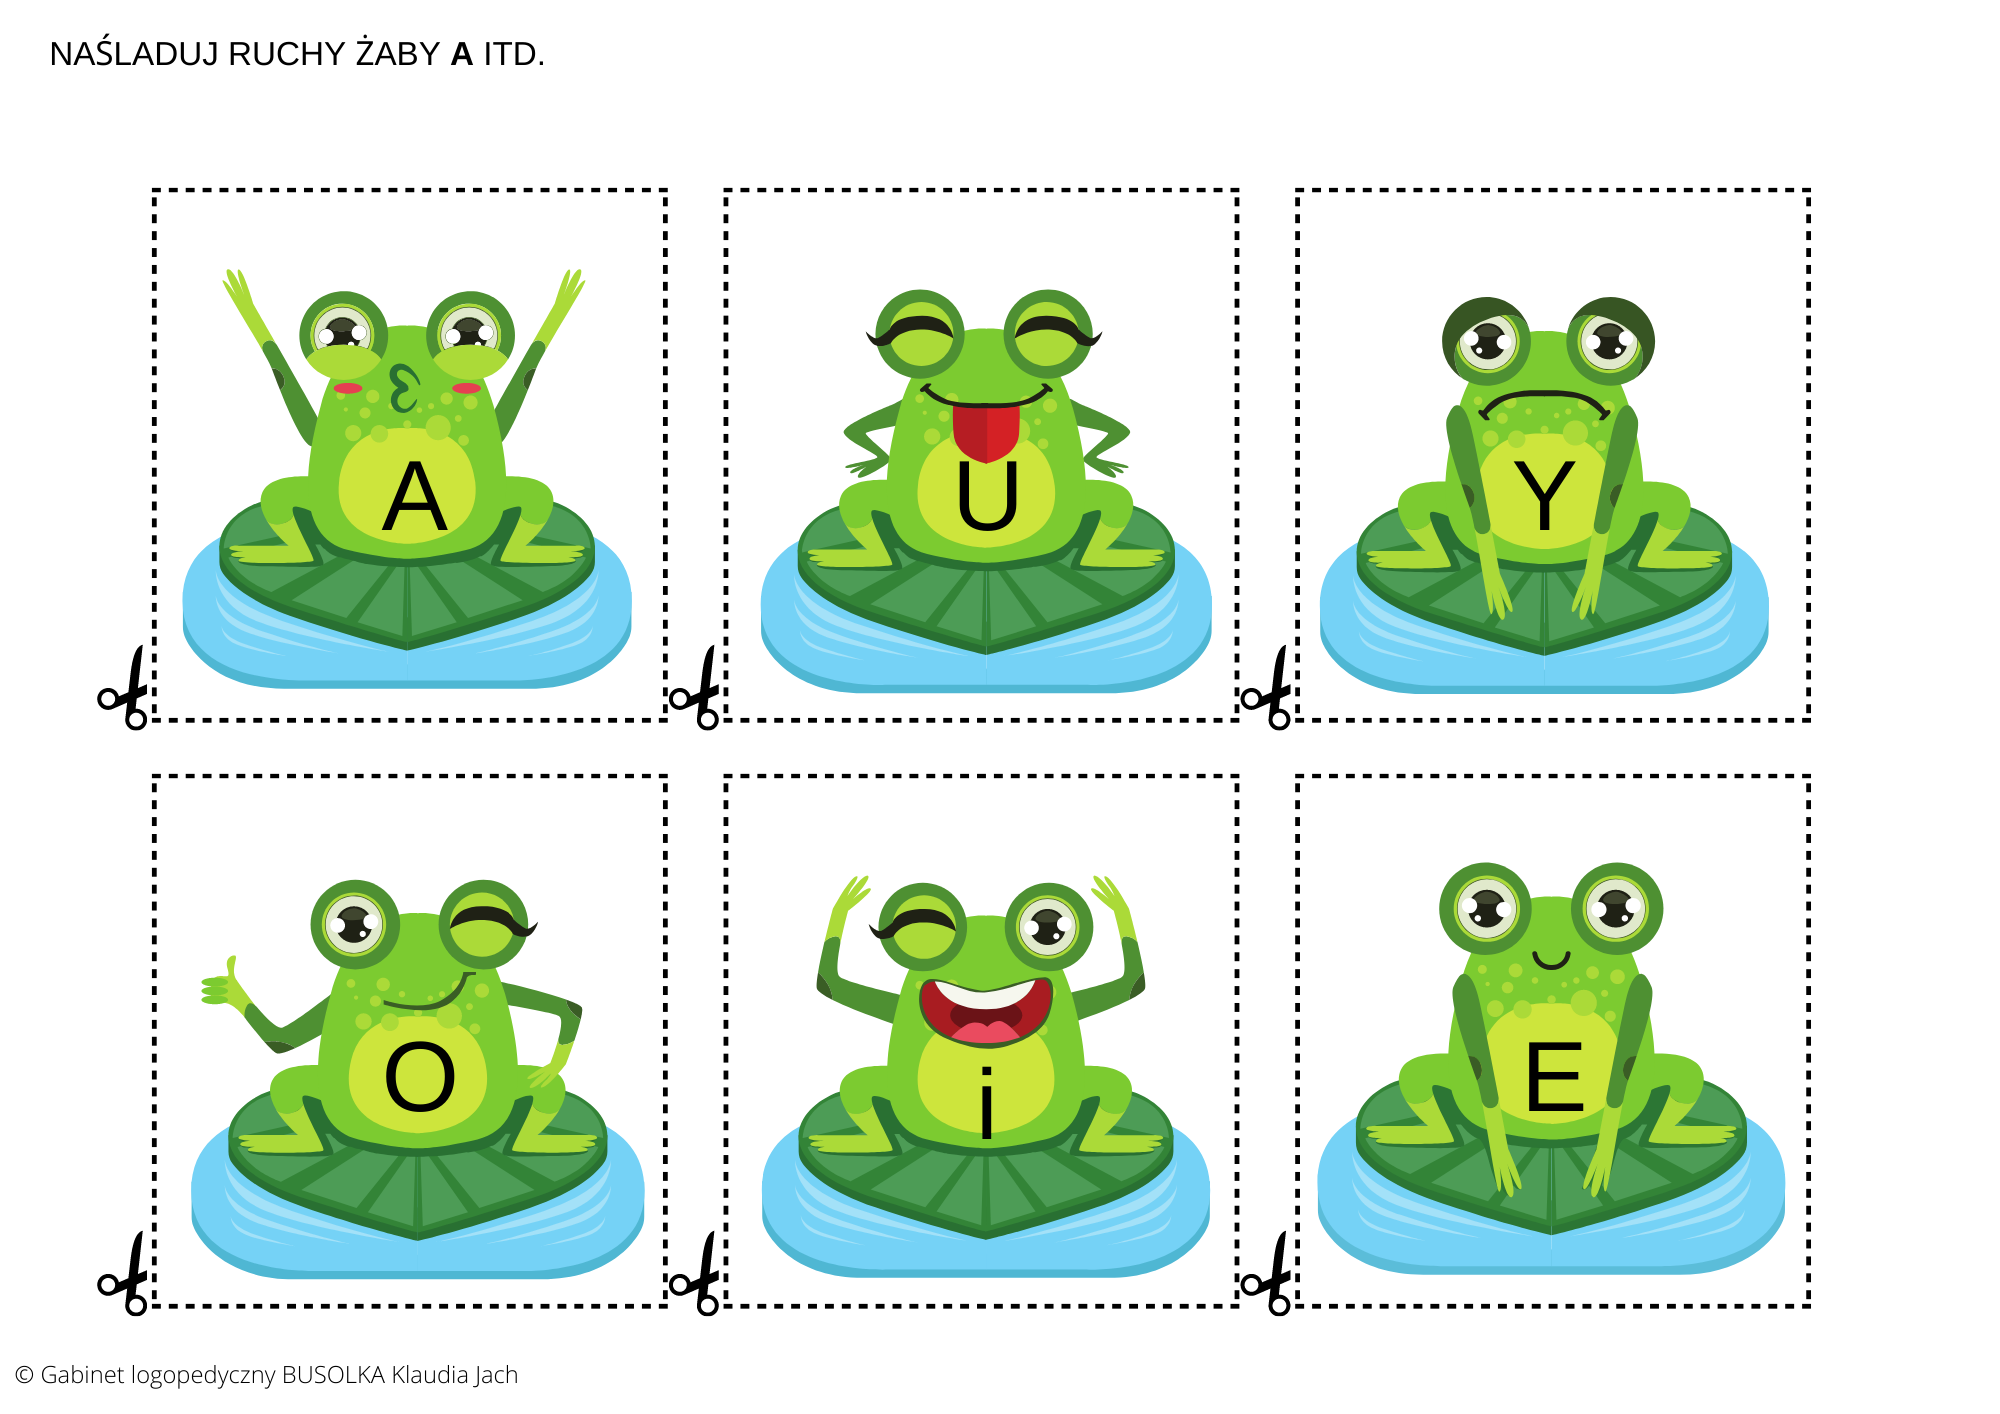 NAŚLADUJ RUCHY ŻABY A ITD.
A
U
Y
O
i
E
© Gabinet logopedyczny BUSOLKA Klaudia Jach